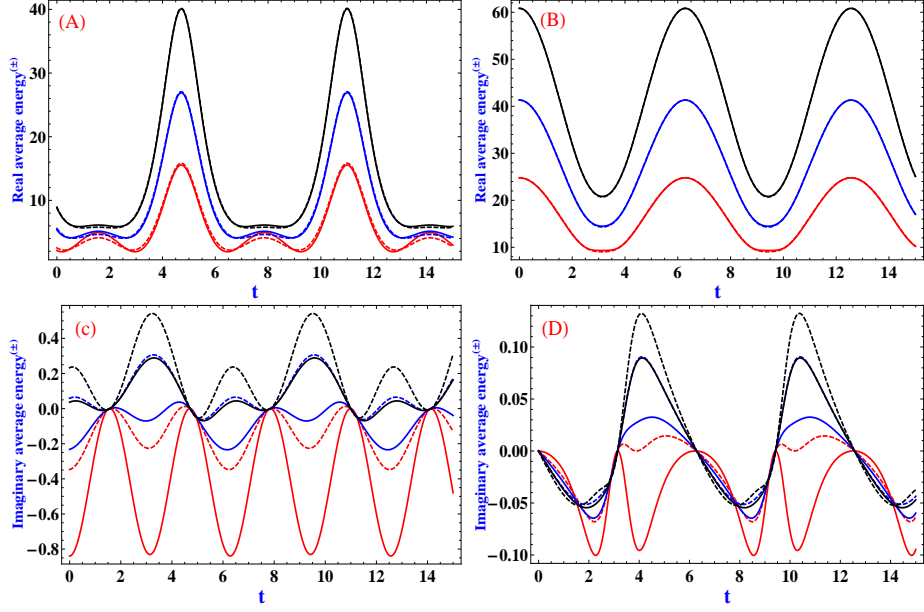 (A)
Real average energy(±)
40
30
20
10
0 2 4 6 8 10 12 14
t
(B)
Real average energy(±)
60
50
40
30
20
10
0 2 4 6 8 10 12 14
t
(c)
Imaginary average energy(±)
0.4
0.2
0.0
−0.2
−0.4
−0.6
−0.8
0 2 4 6 8 10 12 14
t
(D)
Imaginary average energy(±)
0.10
0.05
0.00
−0.05
−0.10
0 2 4 6 8 10 12 14
t